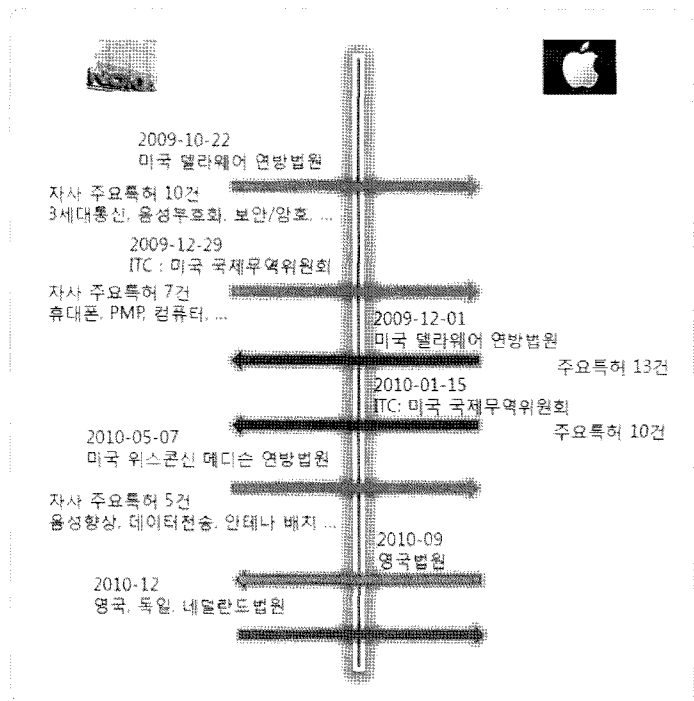 2009-10-22
미국 델라웨어 연방법원
자사 주요특허 10건
3세대통신, 음성부호화, 보안/암호, ...
2009-12-29
ITC : 미국 국제무역위원회
자사 주요특허 7건
휴대폰, PMP, 컴퓨터, ...
2009-12-01
미국 델라웨어 연방법원
주요특허 13건
2010-01-15
ITC: 미국 국제무역위원회
주요특허 10건
2010-05-07
미국 위스콘신 메디슨 연방법원
자사 주요특허 5건
음성향상, 데이터전송, 안테나 배치 ...
2010-09
영국법원
2010-12
영국, 독일, 네덜란드법원